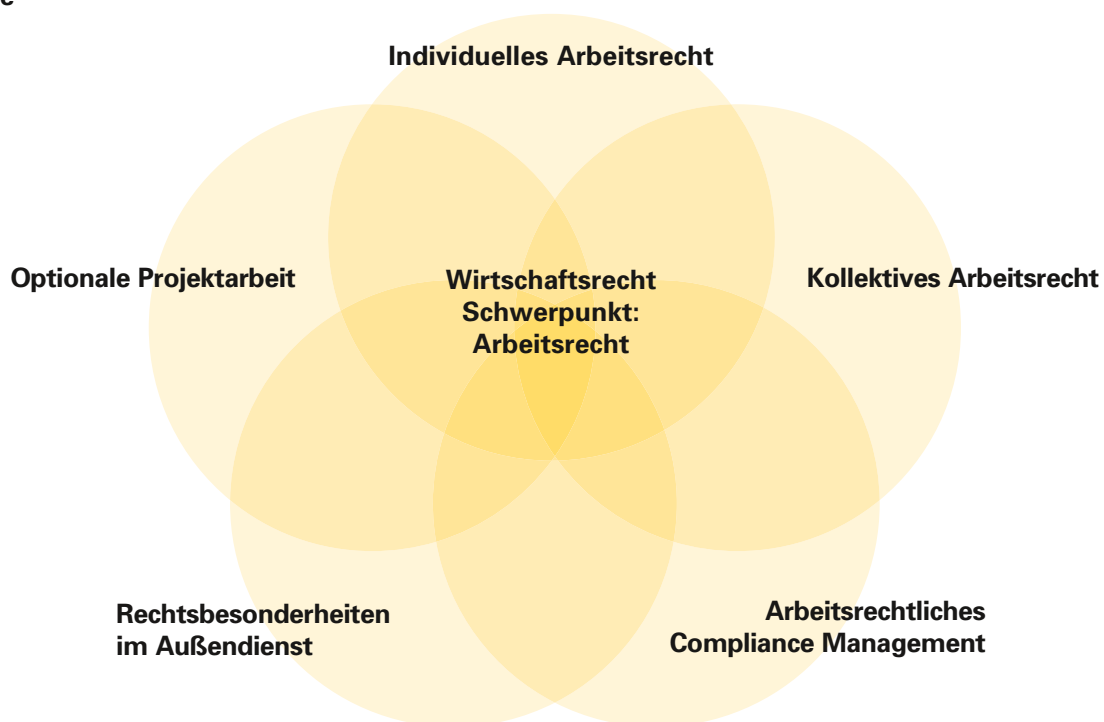 Individuelles Arbeitsrecht
Optionale Projektarbeit
Wirtschaftsrecht
Schwerpunkt:
Arbeitsrecht
Kollektives Arbeitsrecht
Rechtsbesonderheiten
im Außendienst
Arbeitsrechtliches
Compliance Management